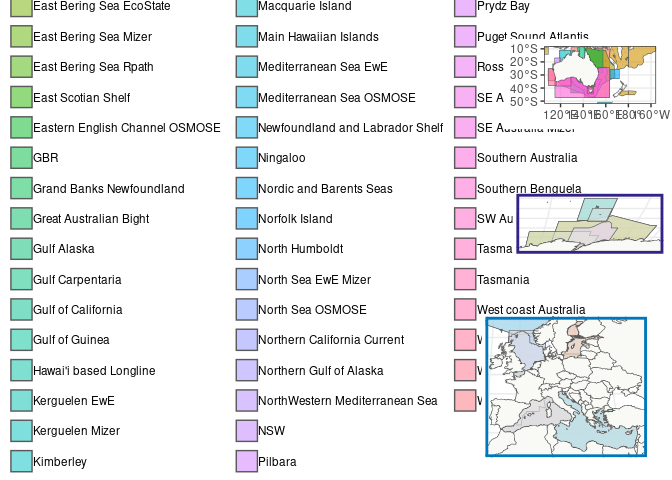 East Bering Sea EcoState
East Bering Sea Mizer
East Bering Sea Rpath
East Scotian Shelf
Eastern English Channel OSMOSE
GBR
Grand Banks Newfoundland
Great Australian Bight
Gulf Alaska
Gulf Carpentaria
Gulf of California
Gulf of Guinea
Hawai'i based Longline
Kerguelen EwE
Kerguelen Mizer
Kimberley
Macquarie Island
Main Hawaiian Islands
Mediterranean Sea EwE
Mediterranean Sea OSMOSE
Newfoundland and Labrador Shelf
Ningaloo
Nordic and Barents Seas
Norfolk Island
North Humboldt
North Sea EwE Mizer
North Sea OSMOSE
Northern California Current
Northern Gulf of Alaska
NorthWestern Mediterranean Sea
NSW
Pilbara
Prydz Bay
Puget Sound Atlantis
Ross
SE A
SE Australia Mizer
Southern Australia
Southern Benguela
SW Au
Tasma
Tasmania
West coast Australia
10°S
20°S
30°S
40°S
50°S